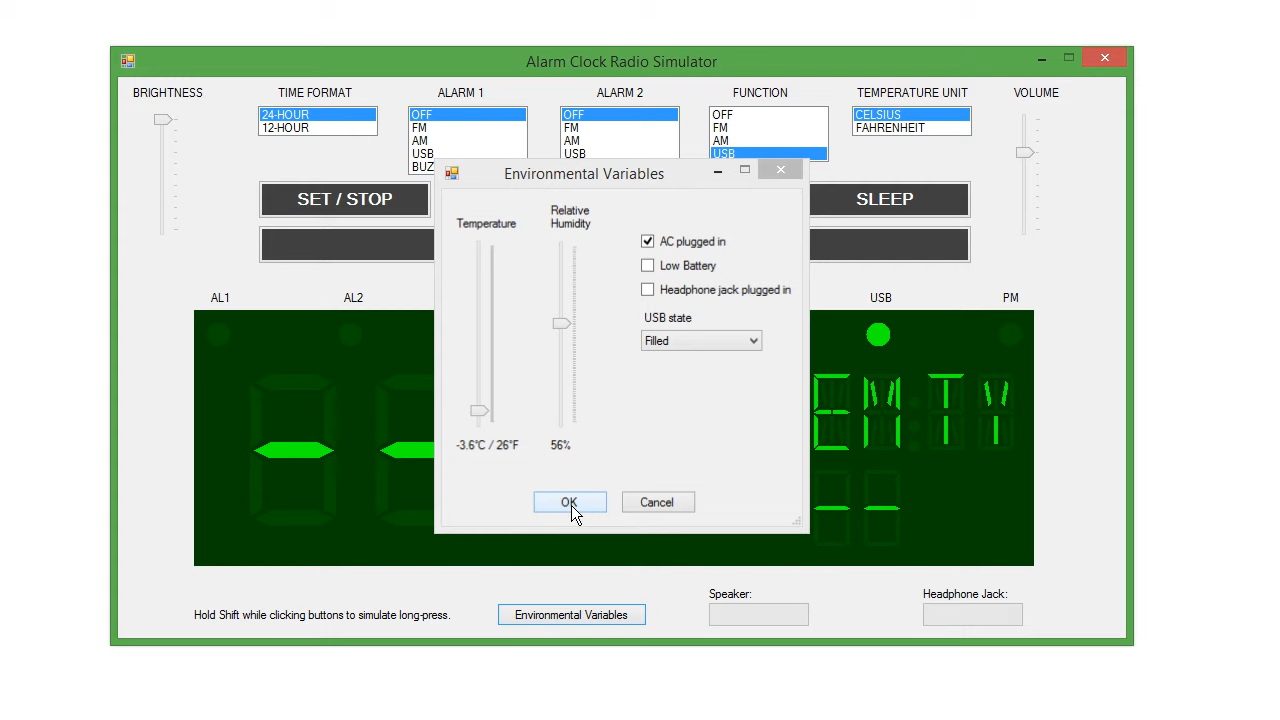 Alarm Clock Radio Simulator
BRIGHTNESS
TIME FORMAT
ALARM 1
ALARM 2
FUNCTION
TEMPERATURE UNIT
VOLUME
24-HOUR
12-HOUR
OFF
FM
AM
USB
BUZ
OFF
FM
AM
USB
OFF
FM
AM
USB
CELSIUS
FAHRENHEIT
SET / STOP
SLEEP
Environmental Variables
Temperature
Relative
Humidity
-3.6°C / 26°F
56%
AC plugged in
Low Battery
Headphone jack plugged in
USB state
Filled
OK
Cancel
AL1
AL2
USB
PM
- -
EMTY
--
Hold Shift while clicking buttons to simulate long-press.
Environmental Variables
Speaker:
Headphone Jack: